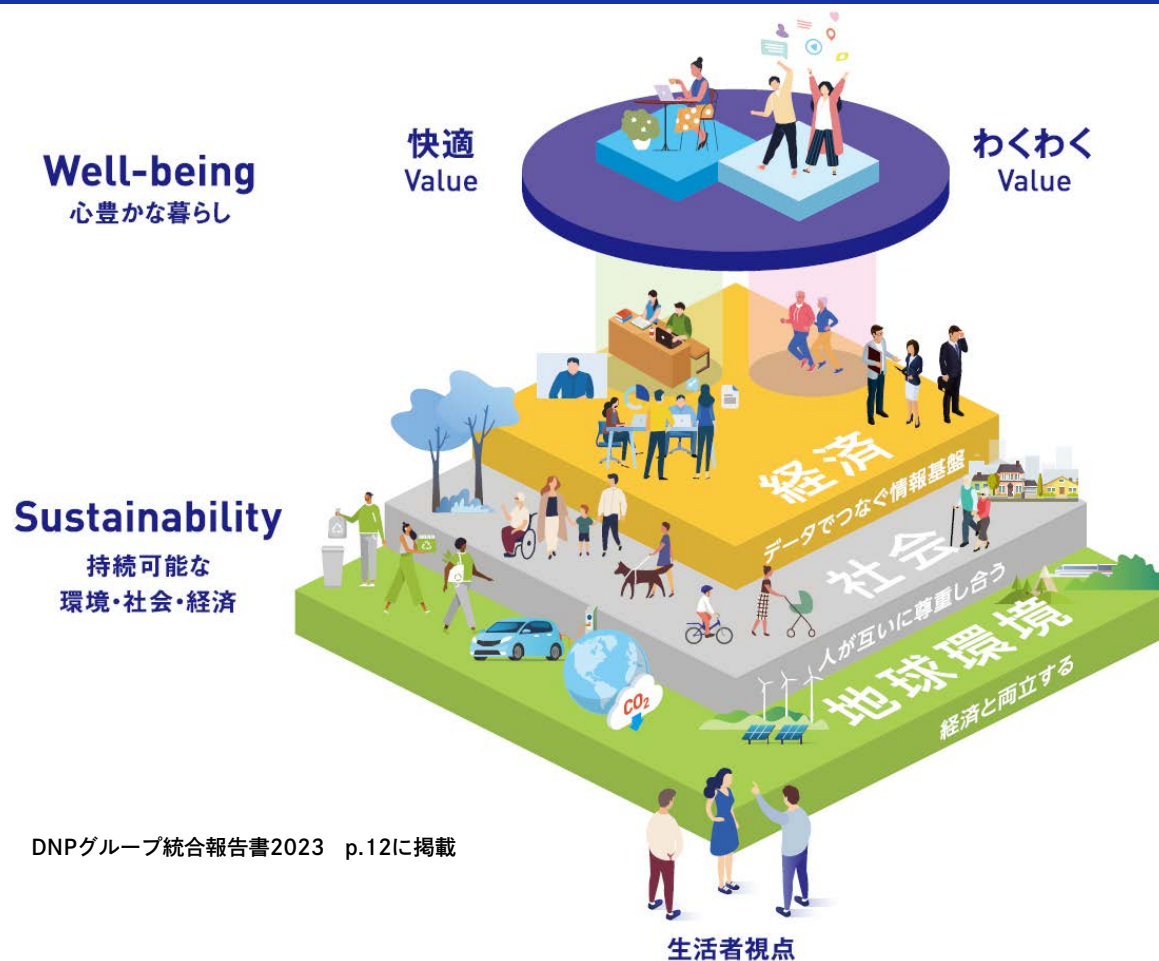 Well-being
心豊かな暮らし
快適
Value
わくわく
Value
経済
データでつなぐ情報基盤
Sustainability
持続可能な
環境・社会・経済
社会
人が互いに尊重し合う
地球環境
経済と両立する
CO₂
DNPグループ統合報告書2023 p.12に掲載
生活者視点